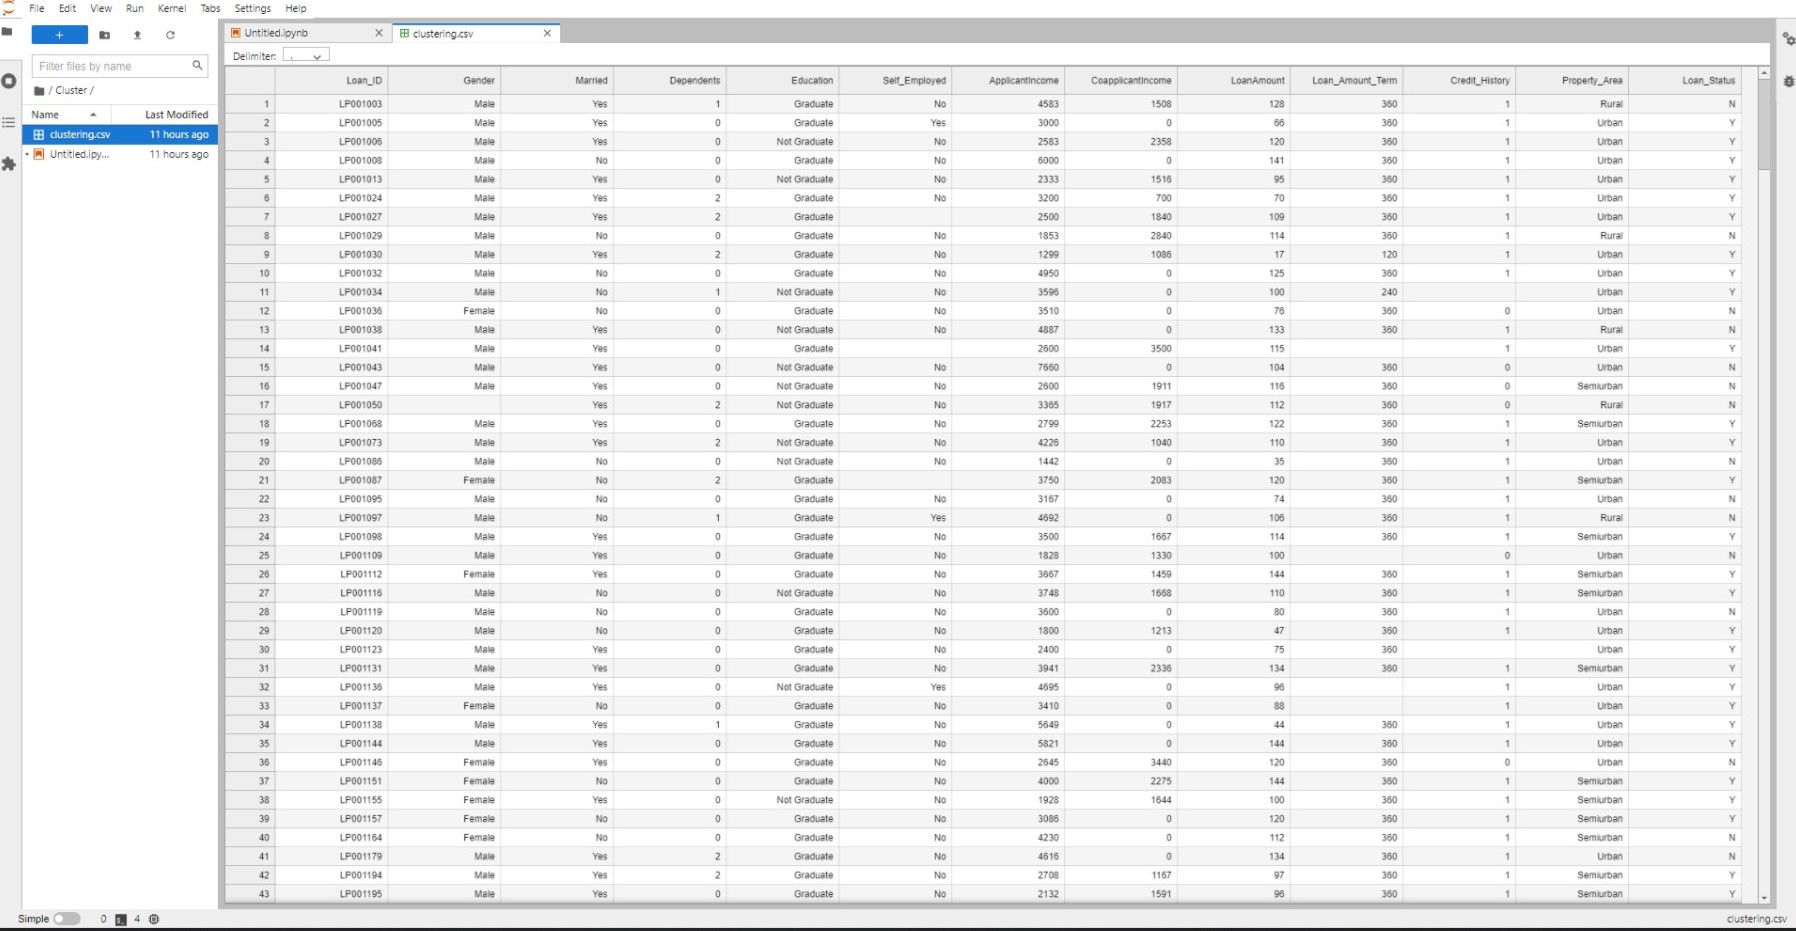 File Edit View Run Kernel Tabs Settings Help
Untitled.ipynb
clustering.csv
Filter files by name
Delimiter: ,
/ Cluster /
Name Last Modified
clustering.csv 11 hours ago
Untitled.ipy... 11 hours ago
Loan_ID Gender Married Dependents Education Self_Employed ApplicantIncome CoapplicantIncome LoanAmount Loan_Amount_Term Credit_History Property_Area Loan_Status
1 LP001003 Male Yes 1 Graduate No 4583 1508 128 360 1 Rural N
2 LP001005 Male Yes 0 Graduate Yes 3000 0 66 360 1 Urban Y
3 LP001006 Male Yes 0 Not Graduate No 2583 2358 120 360 1 Urban Y
4 LP001008 Male No 0 Graduate No 6000 0 141 360 1 Urban Y
5 LP001013 Male Yes 0 Not Graduate No 2333 1516 95 360 1 Urban Y
6 LP001024 Male Yes 2 Graduate No 3200 700 70 360 1 Urban Y
7 LP001027 Male Yes 2 Graduate 2500 1840 109 360 1 Urban Y
8 LP001029 Male No 0 Graduate No 1853 2840 114 360 1 Rural N
9 LP001030 Male Yes 2 Graduate No 1299 1086 17 120 1 Urban Y
10 LP001032 Male No 0 Graduate No 4950 0 125 360 1 Urban Y
11 LP001034 Male No 1 Not Graduate No 3596 0 100 240 Urban Y
12 LP001036 Female No 0 Graduate No 3510 0 76 360 0 Urban N
13 LP001038 Male Yes 0 Not Graduate No 4887 0 133 360 1 Rural N
14 LP001041 Male Yes 0 Graduate 2600 3500 115 1 Urban Y
15 LP001043 Male Yes 0 Not Graduate No 7660 0 104 360 0 Urban N
16 LP001047 Male Yes 0 Not Graduate No 2600 1911 116 360 0 Semiurban N
17 LP001050 Yes 2 Not Graduate No 3365 1917 112 360 0 Rural N
18 LP001068 Male Yes 0 Graduate No 2799 2253 122 360 1 Semiurban Y
19 LP001073 Male Yes 2 Not Graduate No 4226 1040 110 360 1 Urban Y
20 LP001086 Male No 0 Not Graduate No 1442 0 35 360 1 Urban N
21 LP001087 Female No 2 Graduate 3750 2083 120 360 1 Semiurban Y
22 LP001095 Male No 0 Graduate No 3167 0 74 360 1 Urban N
23 LP001097 Male No 1 Graduate Yes 4692 0 106 360 1 Rural N
24 LP001098 Male Yes 0 Graduate No 3500 1667 114 360 1 Semiurban Y
25 LP001109 Male Yes 0 Graduate No 1828 1330 100 0 Urban N
26 LP001112 Female Yes 0 Graduate No 3667 1459 144 360 1 Semiurban Y
27 LP001116 Male No 0 Not Graduate No 3748 1668 110 360 1 Semiurban Y
28 LP001119 Male No 0 Graduate No 3600 0 80 360 1 Urban N
29 LP001120 Male No 0 Graduate No 1800 1213 47 360 1 Urban Y
30 LP001123 Male Yes 0 Graduate No 2400 0 75 360 Urban Y
31 LP001131 Male Yes 0 Graduate No 3941 2336 134 360 1 Semiurban Y
32 LP001136 Male Yes 0 Not Graduate Yes 4695 0 96 1 Urban Y
33 LP001137 Female No 0 Graduate No 3410 0 88 1 Urban Y
34 LP001138 Male Yes 1 Graduate No 5649 0 44 360 1 Urban Y
35 LP001144 Male Yes 0 Graduate No 5821 0 144 360 1 Urban Y
36 LP001146 Female Yes 0 Graduate No 2645 3440 120 360 0 Urban N
37 LP001151 Female No 0 Graduate No 4000 2275 144 360 1 Semiurban Y
38 LP001155 Female Yes 0 Not Graduate No 1928 1644 100 360 1 Semiurban Y
39 LP001157 Female No 0 Graduate No 3086 0 120 360 1 Semiurban Y
40 LP001164 Female No 0 Graduate No 4230 0 112 360 1 Semiurban N
41 LP001179 Male Yes 2 Graduate No 4616 0 134 360 1 Urban N
42 LP001194 Male Yes 2 Graduate No 2708 1167 97 360 1 Semiurban Y
43 LP001195 Male Yes 0 Graduate No 2132 1591 96 360 1 Semiurban Y
Simple 0 4 clustering.csv